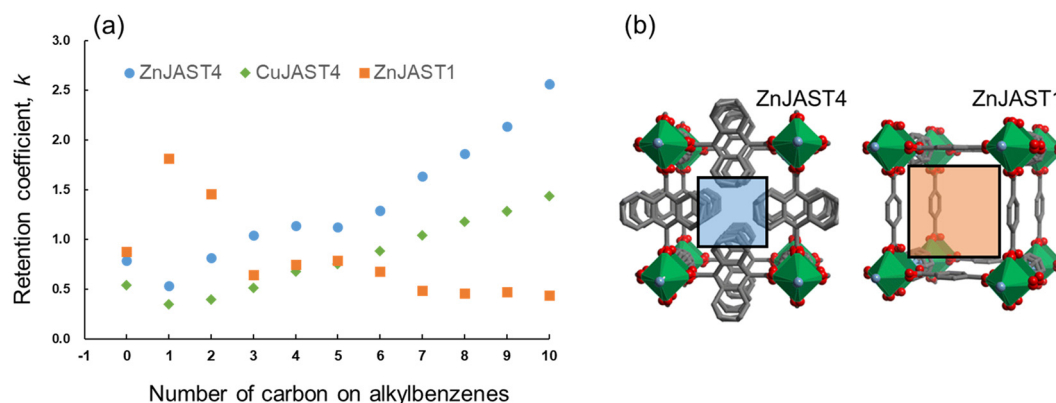 (a)
(b)
3.0
2.5
2.0
1.5
1.0
0.5
0.0
Retention coefficient, k
ZnJAST4 CuJAST4 ZnJAST1
-1 0 1 2 3 4 5 6 7 8 9 10
Number of carbon on alkylbenzenes
ZnJAST4
ZnJAST1